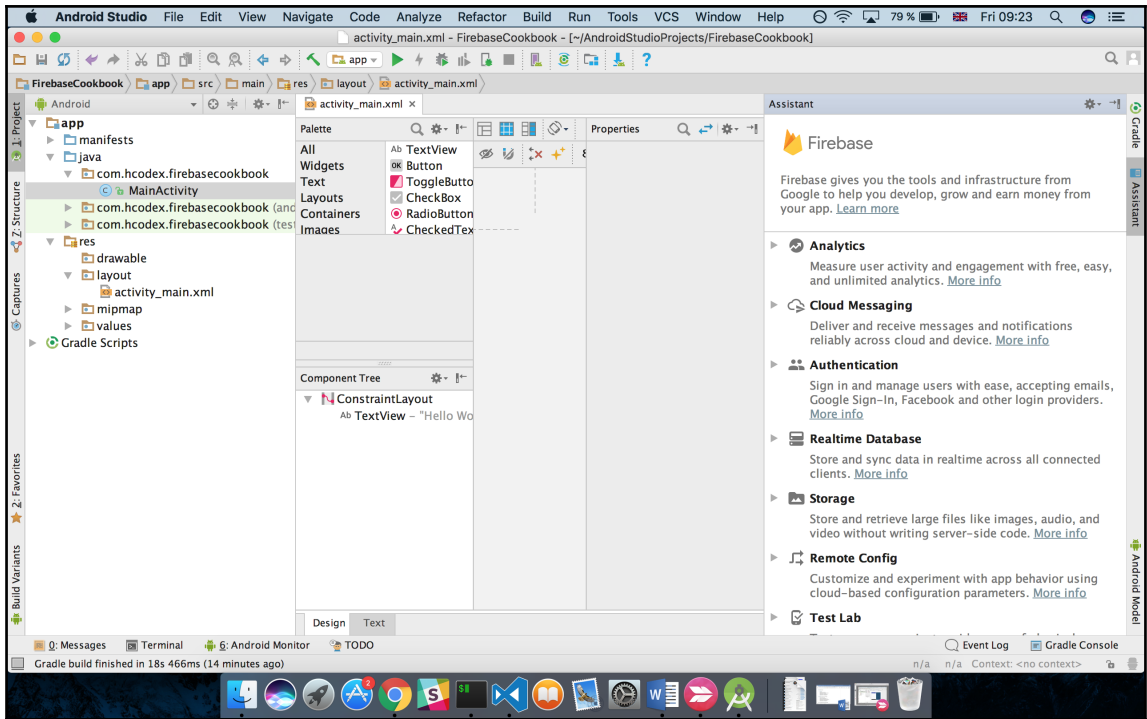 Android Studio File Edit View Navigate Code Analyze Refactor Build Run Tools VCS Window Help 79% Fri 09:23
activity_main.xml - FirebaseCookbook - [~/AndroidStudioProjects/FirebaseCookbook]
app
FirebaseCookbook app src main res layout activity_main.xml
1: Project
Z: Structure
Captures
2: Favorites
Build Variants
Android
app
manifests
java
com.hcodex.firebasecookbook
MainActivity
com.hcodex.firebasecookbook (and
com.hcodex.firebasecookbook (test
res
drawable
layout
activity_main.xml
mipmap
values
Gradle Scripts
activity_main.xml
Palette
All
Widgets
Text
Layouts
Containers
Images
Ab TextView
OK Button
ToggleButto
CheckBox
RadioButton
CheckedTex
Component Tree
ConstraintLayout
Ab TextView - "Hello Wo
Design Text
Properties
Assistant
Firebase
Firebase gives you the tools and infrastructure from
Google to help you develop, grow and earn money from
your app. Learn more
Analytics
Measure user activity and engagement with free, easy,
and unlimited analytics. More info
Cloud Messaging
Deliver and receive messages and notifications
reliably across cloud and device. More info
Authentication
Sign in and manage users with ease, accepting emails,
Google Sign-In, Facebook and other login providers.
More info
Realtime Database
Store and sync data in realtime across all connected
clients. More info
Storage
Store and retrieve large files like images, audio, and
video without writing server-side code. More info
Remote Config
Customize and experiment with app behavior using
cloud-based configuration parameters. More info
Test Lab
Gradle
Assistant
Android Model
0: Messages Terminal 6: Android Monitor TODO Event Log Gradle Console
Gradle build finished in 18s 466ms (14 minutes ago) n/a n/a Context: <no context>
2